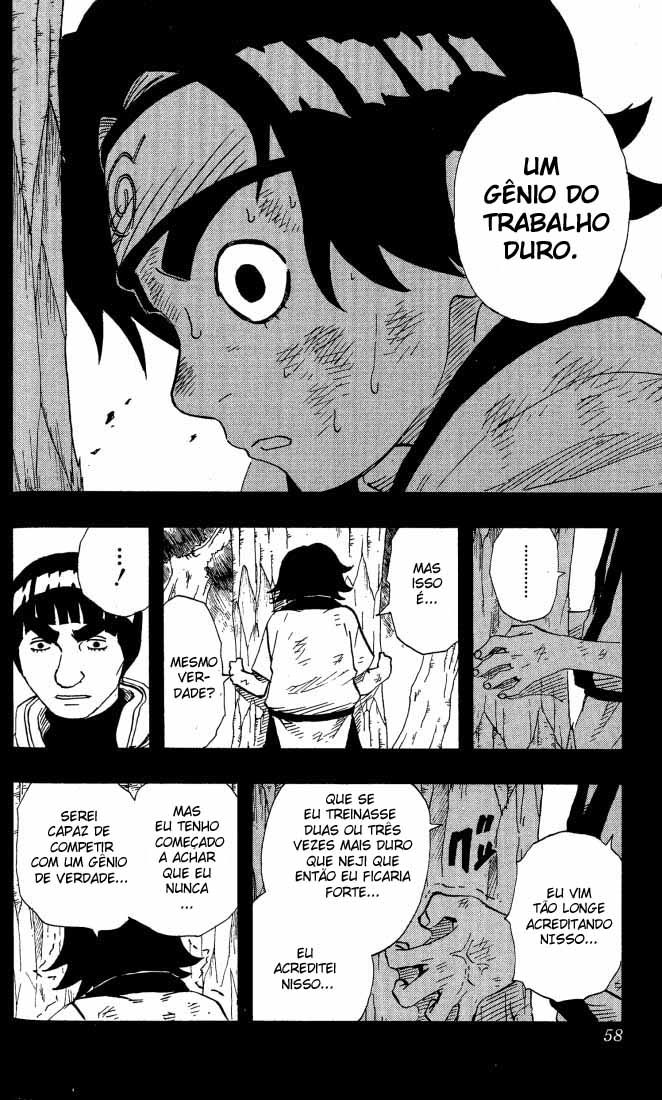 UM
GÊNIO DO
TRABALHO
DURO.
.........
MAS
ISSO
É...
MESMO
VER-
DADE?
...!
EU VIM
TÃO LONGE
ACREDITANDO
NISSO...
QUE SE
EU TREINASSE
DUAS OU TRÊS
VEZES MAIS DURO
QUE NEJI QUE
ENTÃO EU FICARIA
FORTE...
EU
ACREDITEI
NISSO...
MAS
EU TENHO
COMEÇADO
A ACHAR
QUE EU
NUNCA
...
SEREI
CAPAZ DE
COMPETIR
COM UM GÊNIO
DE VERDADE...
58